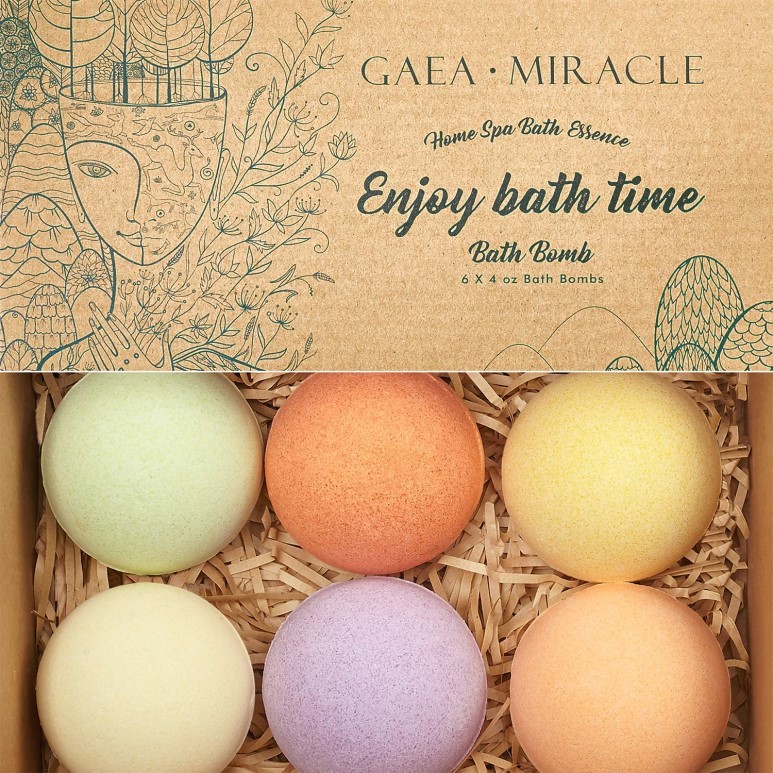 GAEA · MIRACLE
Home Spa Bath Essence
Enjoy bath time
Bath Bomb
6 X 4 oz Bath Bombs